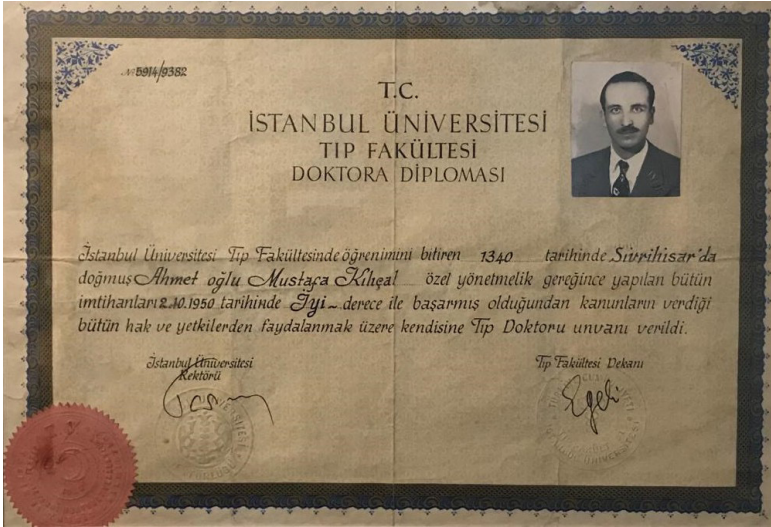 № 5914/9382
T.C.
İSTANBUL ÜNİVERSİTESİ
TIP FAKÜLTESİ
DOKTORA DİPLOMASI
İstanbul Üniversitesi Tıp Fakültesinde öğrenimini bitiren 1340 tarihinde Sivrihisar'da
doğmuş Ahmet oğlu Mustafa Kılıçal özel yönetmelik gereğince yapılan bütün
imtihanları 2.10.1950 tarihinde İyi derece ile başarmış olduğundan kanunların verdiği
bütün hak ve yetkilerden faydalanmak üzere kendisine Tıp Doktoru unvanı verildi.
İstanbul Üniversitesi
Rektörü
Tıp Fakültesi Dekanı
Egeli